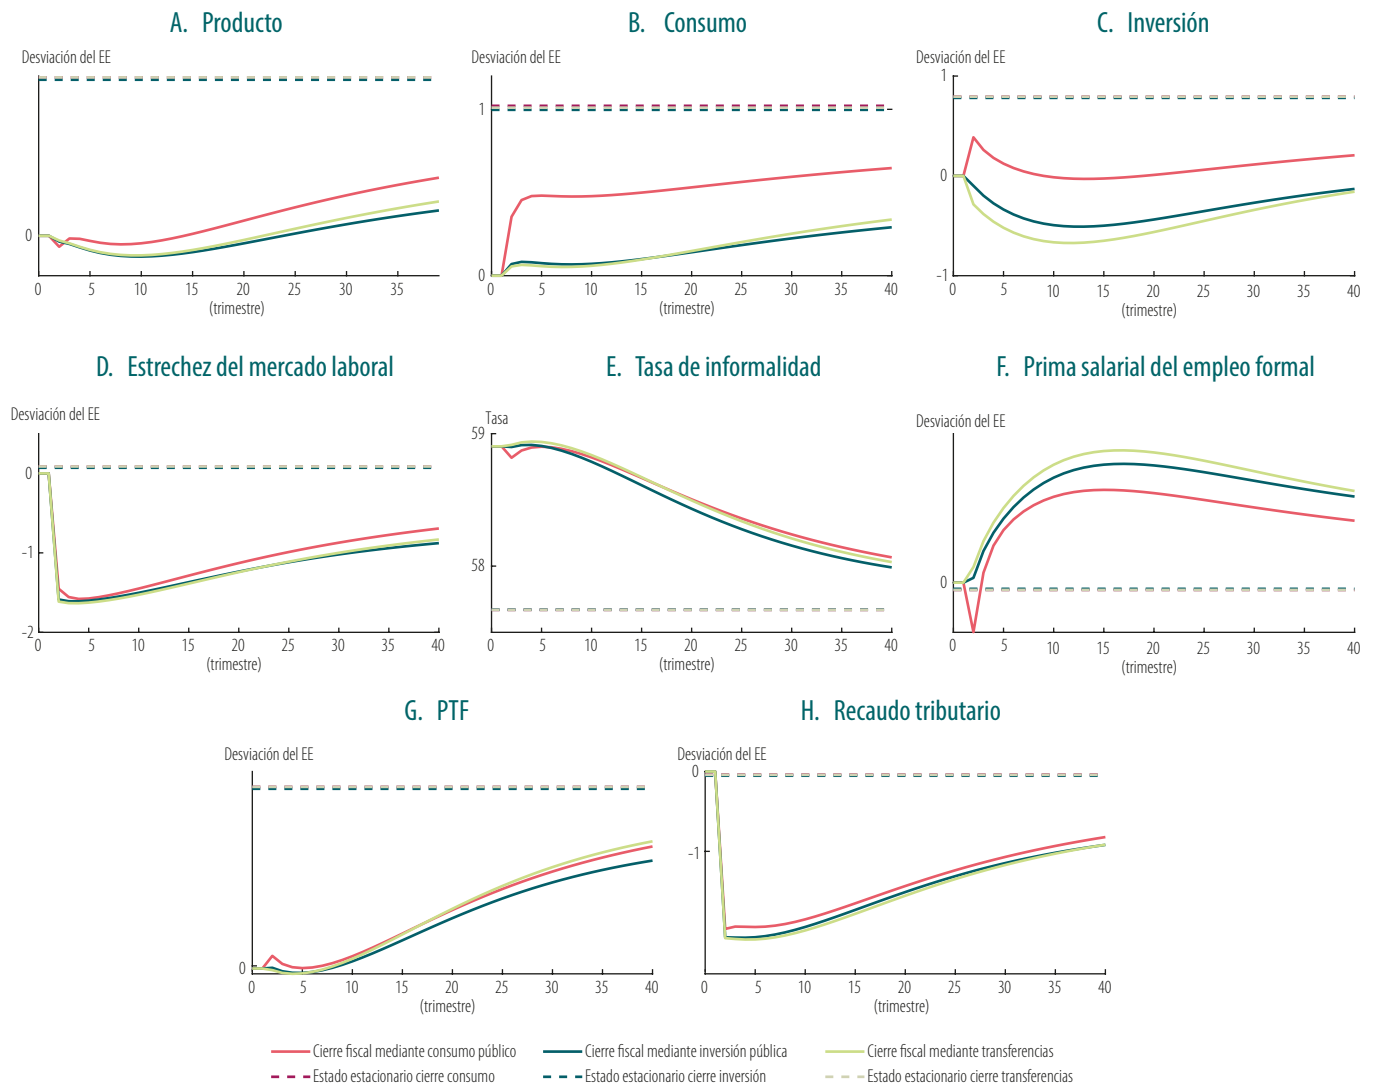 A. Producto
B. Consumo
C. Inversión
Desviación del EE
Desviación del EE
Desviación del EE
0
0 5 10 15 20 25 30 35
(trimestre)
1
0
0 5 10 15 20 25 30 35 40
(trimestre)
1
0
-1
0 5 10 15 20 25 30 35 40
(trimestre)
D. Estrechez del mercado laboral
E. Tasa de informalidad
F. Prima salarial del empleo formal
Desviación del EE
Tasa
Desviación del EE
0
-1
-2
0 5 10 15 20 25 30 35 40
(trimestre)
59
58
0 5 10 15 20 25 30 35 40
(trimestre)
0
0 5 10 15 20 25 30 35 40
(trimestre)
G. PTF
H. Recaudo tributario
Desviación del EE
Desviación del EE
0
0 5 10 15 20 25 30 35 40
(trimestre)
0
-1
0 5 10 15 20 25 30 35 40
(trimestre)
Cierre fiscal mediante consumo público
Cierre fiscal mediante inversión pública
Cierre fiscal mediante transferencias
Estado estacionario cierre consumo
Estado estacionario cierre inversión
Estado estacionario cierre transferencias